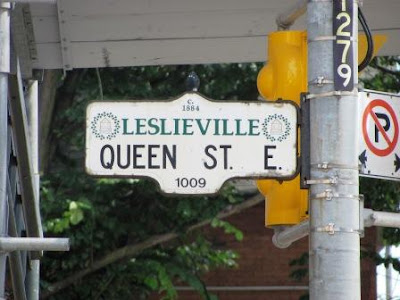 C.
1884
LESLIEVILLE
QUEEN ST. E.
1009
1279
P